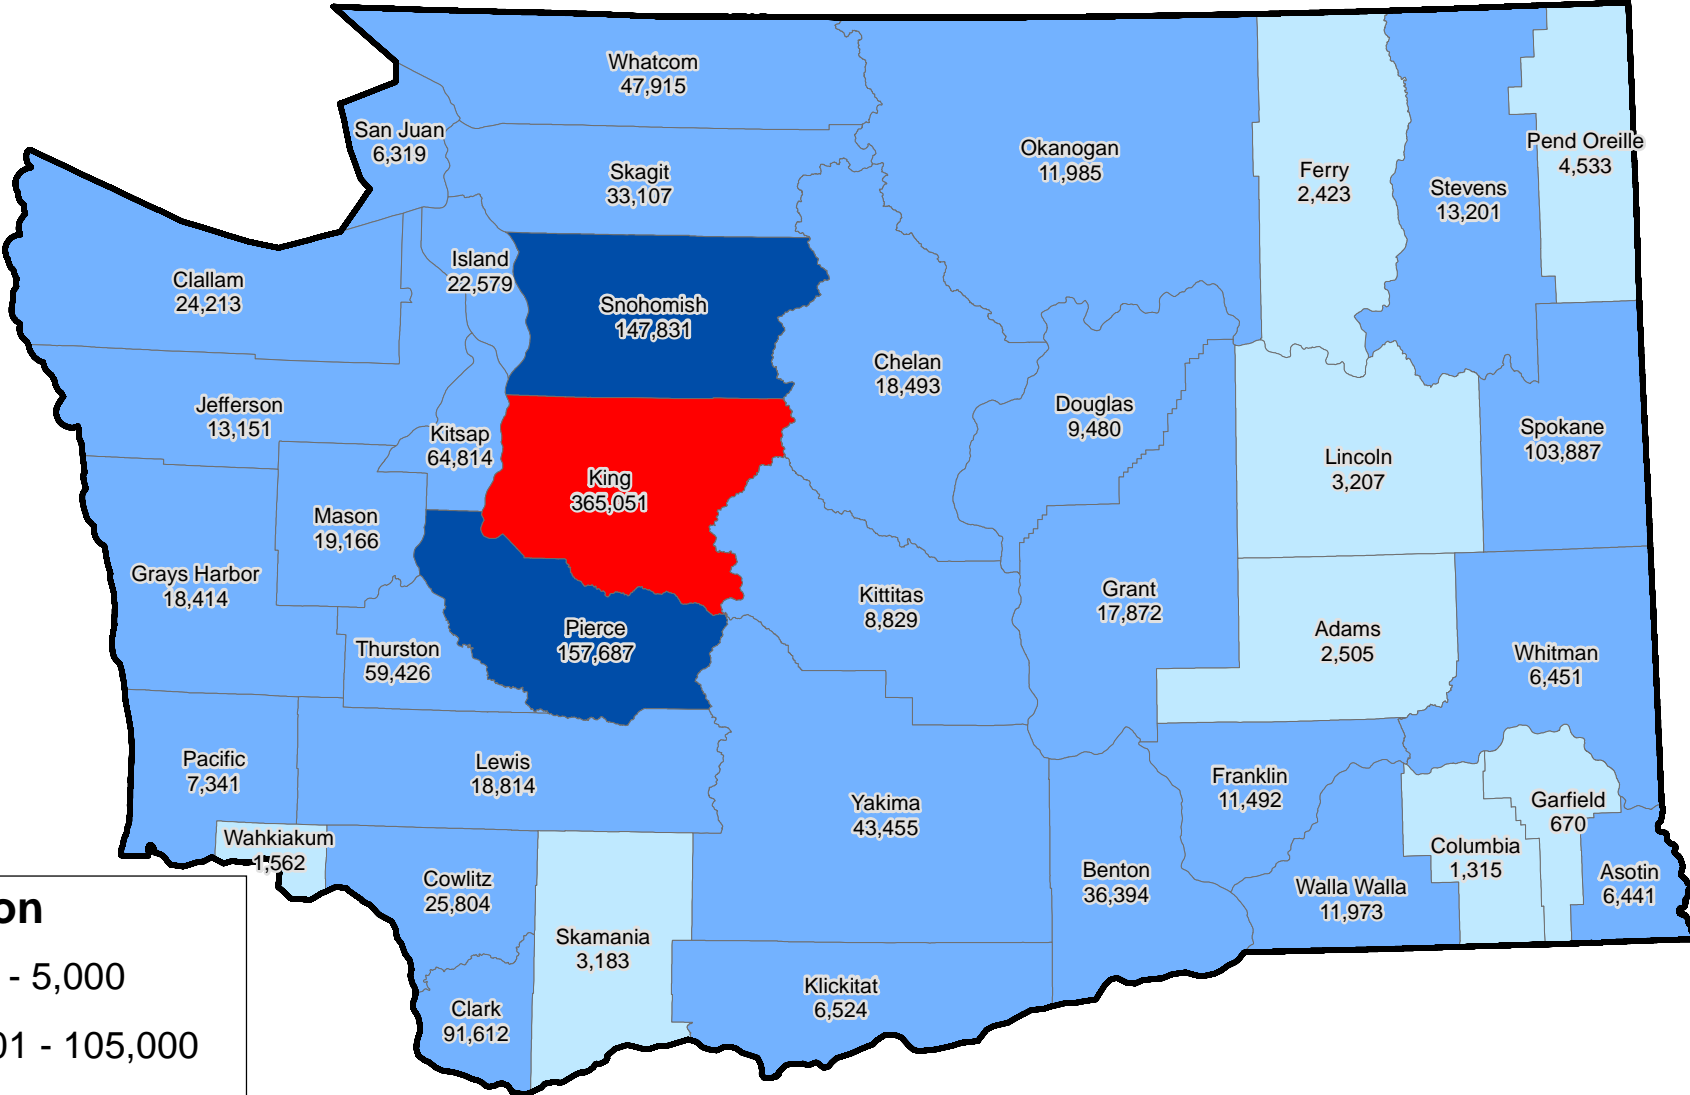 Whatcom
47,915
San Juan
6,319
Skagit
33,107
Okanogan
11,985
Ferry
2,423
Stevens
13,201
Pend Oreille
4,533
Clallam
24,213
Island
22,579
Snohomish
147,831
Chelan
18,493
Douglas
9,480
Jefferson
13,151
Kitsap
64,814
King
365,051
Lincoln
3,207
Spokane
103,887
Mason
19,166
Grays Harbor
18,414
Kittitas
8,829
Grant
17,872
Adams
2,505
Whitman
6,451
Thurston
59,426
Pierce
157,687
Pacific
7,341
Lewis
18,814
Yakima
43,455
Franklin
11,492
Garfield
670
Wahkiakum
1,562
Cowlitz
25,804
Benton
36,394
Walla Walla
11,973
Columbia
1,315
Asotin
6,441
Skamania
3,183
Clark
91,612
Klickitat
6,524
on
- 5,000
01 - 105,000